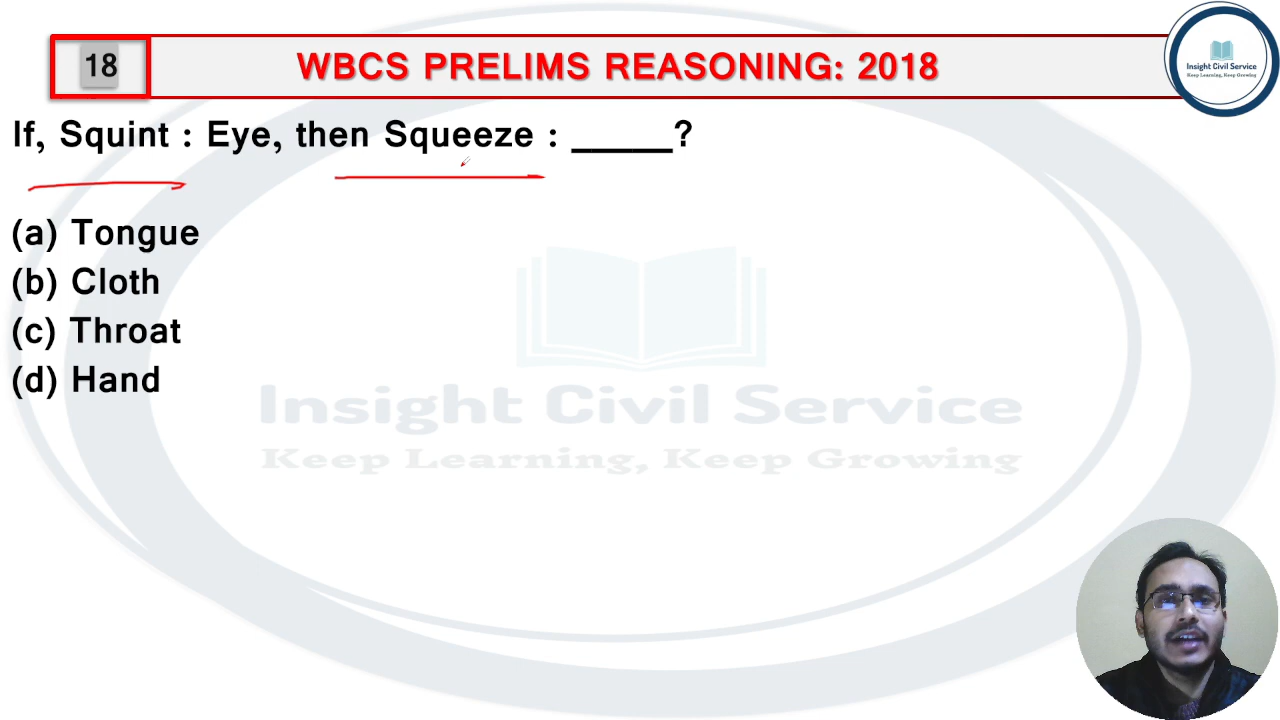 18
WBCS PRELIMS REASONING: 2018
Insight Civil Service
Keep Learning, Keep Growing
If, Squint : Eye, then Squeeze : _____?
(a) Tongue
(b) Cloth
(c) Throat
(d) Hand
Insight Civil Service
Keep Learning, Keep Growing